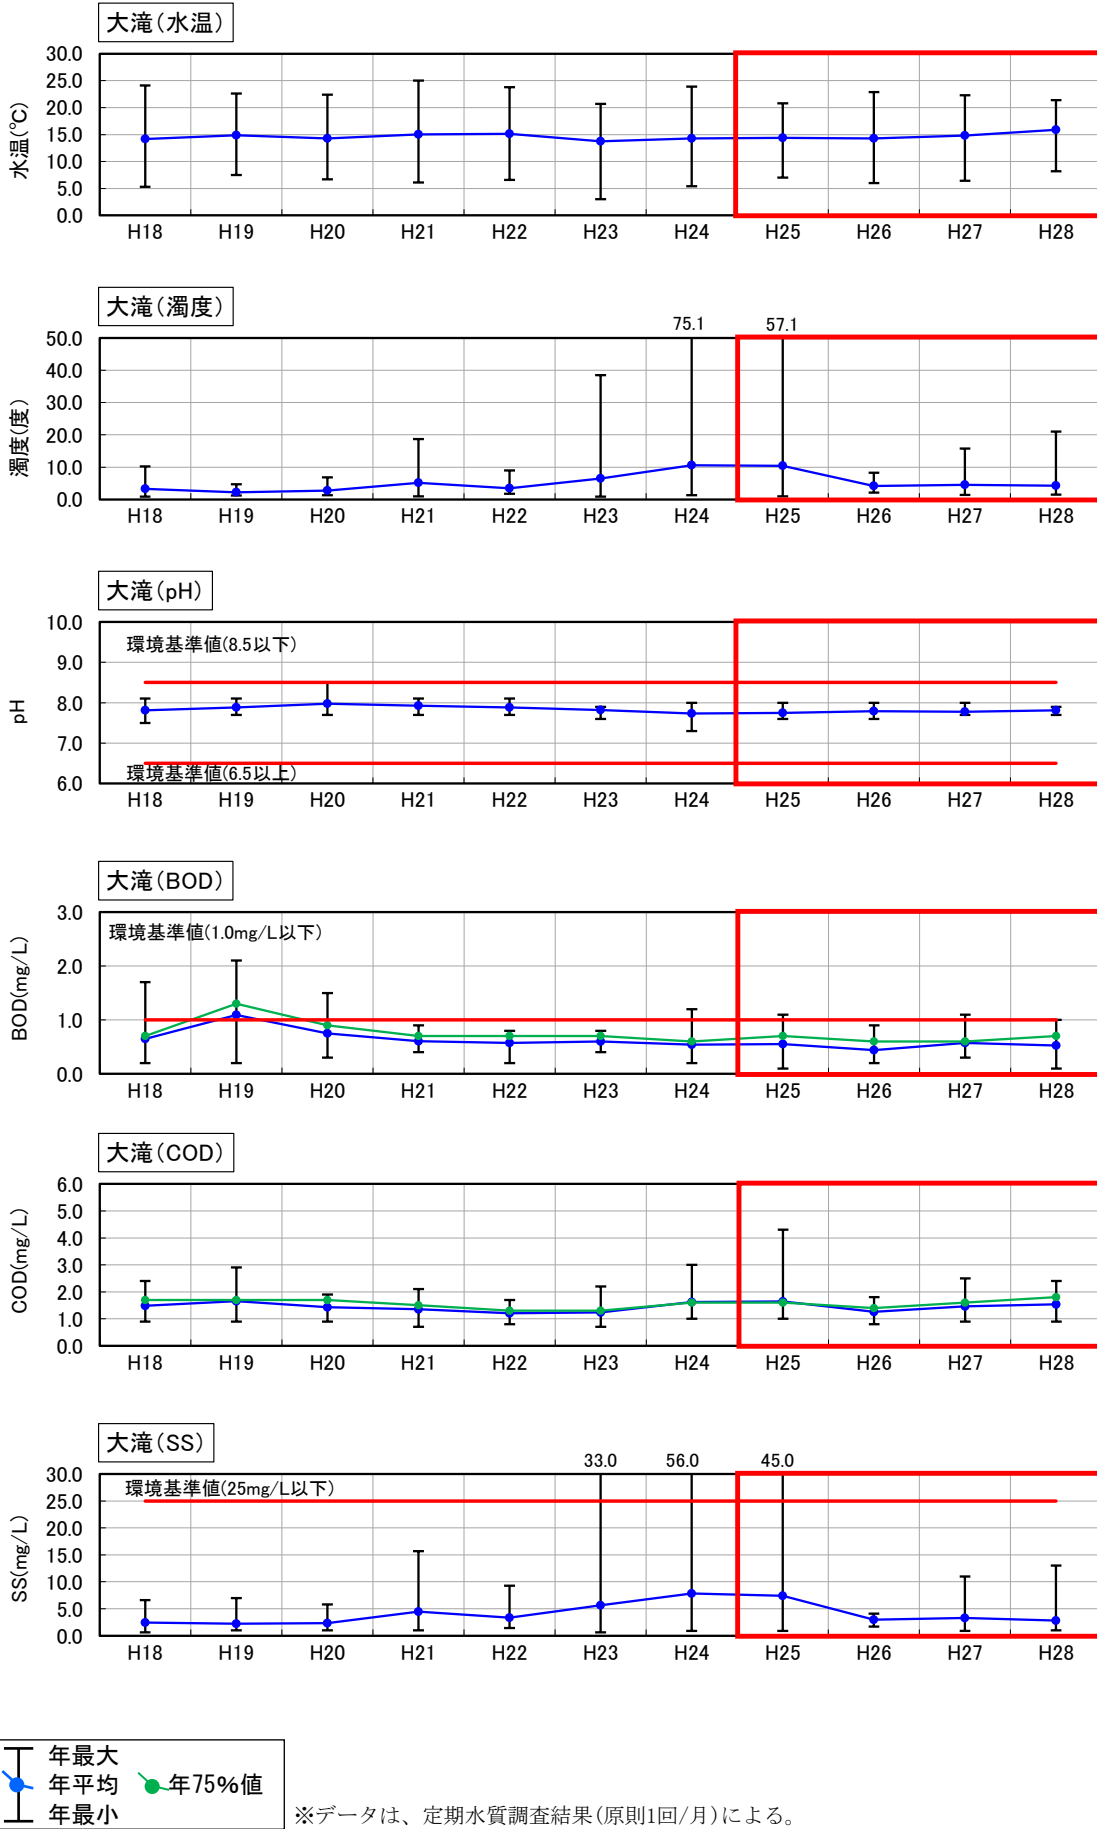 大滝(水温)
30.0
25.0
20.0
15.0
10.0
5.0
0.0
水温(℃)
H18 H19 H20 H21 H22 H23 H24 H25 H26 H27 H28
大滝(濁度)
75.1 57.1
50.0
40.0
30.0
20.0
10.0
0.0
濁度(度)
H18 H19 H20 H21 H22 H23 H24 H25 H26 H27 H28
大滝(pH)
10.0
9.0
8.0
7.0
6.0
pH
環境基準値(8.5以下)
環境基準値(6.5以上)
H18 H19 H20 H21 H22 H23 H24 H25 H26 H27 H28
大滝(BOD)
3.0
2.0
1.0
0.0
BOD(mg/L)
環境基準値(1.0mg/L以下)
H18 H19 H20 H21 H22 H23 H24 H25 H26 H27 H28
大滝(COD)
6.0
5.0
4.0
3.0
2.0
1.0
0.0
COD(mg/L)
H18 H19 H20 H21 H22 H23 H24 H25 H26 H27 H28
大滝(SS)
33.0 56.0 45.0
30.0
25.0
20.0
15.0
10.0
5.0
0.0
SS(mg/L)
環境基準値(25mg/L以下)
H18 H19 H20 H21 H22 H23 H24 H25 H26 H27 H28
年最大
年平均 年75%値
年最小
※データは、定期水質調査結果(原則1回/月)による。